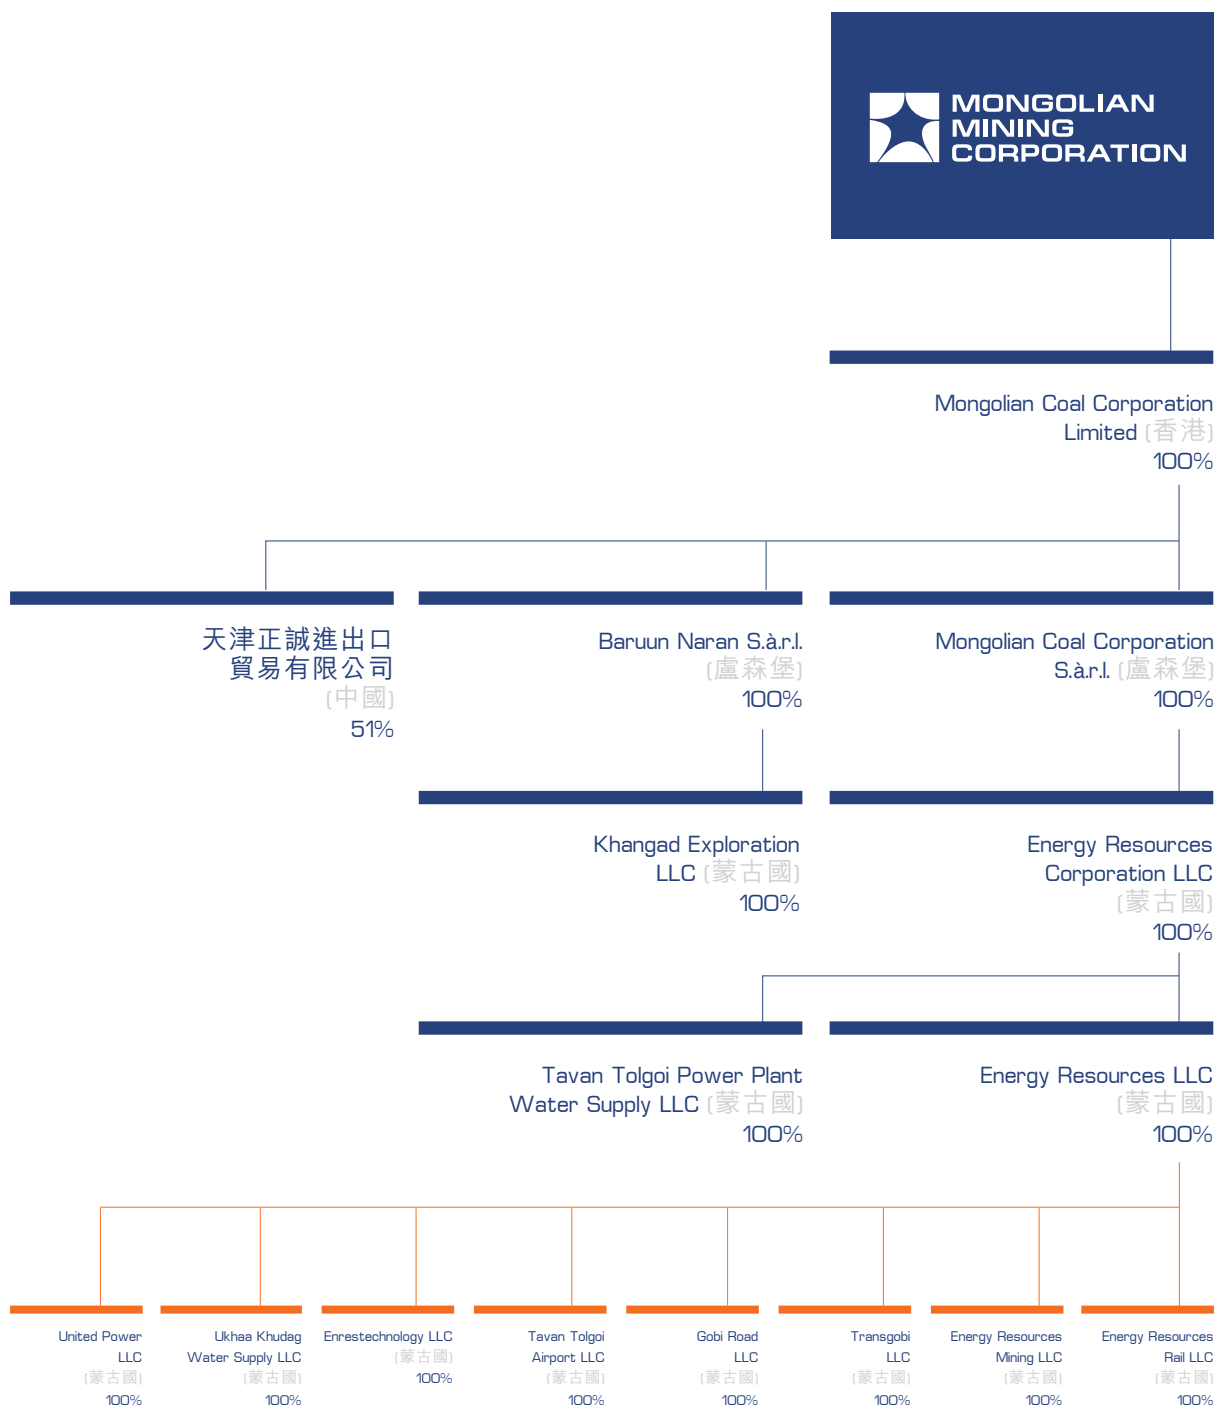 MONGOLIAN
MINING
CORPORATION
Mongolian Coal Corporation
Limited (香港)
100%
天津正誠進出口
貿易有限公司
(中國)
51%
Baruun Naran S.à.r.l.
(盧森堡)
100%
Mongolian Coal Corporation
S.à.r.l. (盧森堡)
100%
Khangad Exploration
LLC (蒙古國)
100%
Energy Resources
Corporation LLC
(蒙古國)
100%
Tavan Tolgoi Power Plant
Water Supply LLC (蒙古國)
100%
Energy Resources LLC
(蒙古國)
100%
United Power
LLC
(蒙古國)
100%
Ukhaa Khudag
Water Supply LLC
(蒙古國)
100%
Enrestechnology LLC
(蒙古國)
100%
Tavan Tolgoi
Airport LLC
(蒙古國)
100%
Gobi Road
LLC
(蒙古國)
100%
Transgobi
LLC
(蒙古國)
100%
Energy Resources
Mining LLC
(蒙古國)
100%
Energy Resources
Rail LLC
(蒙古國)
100%